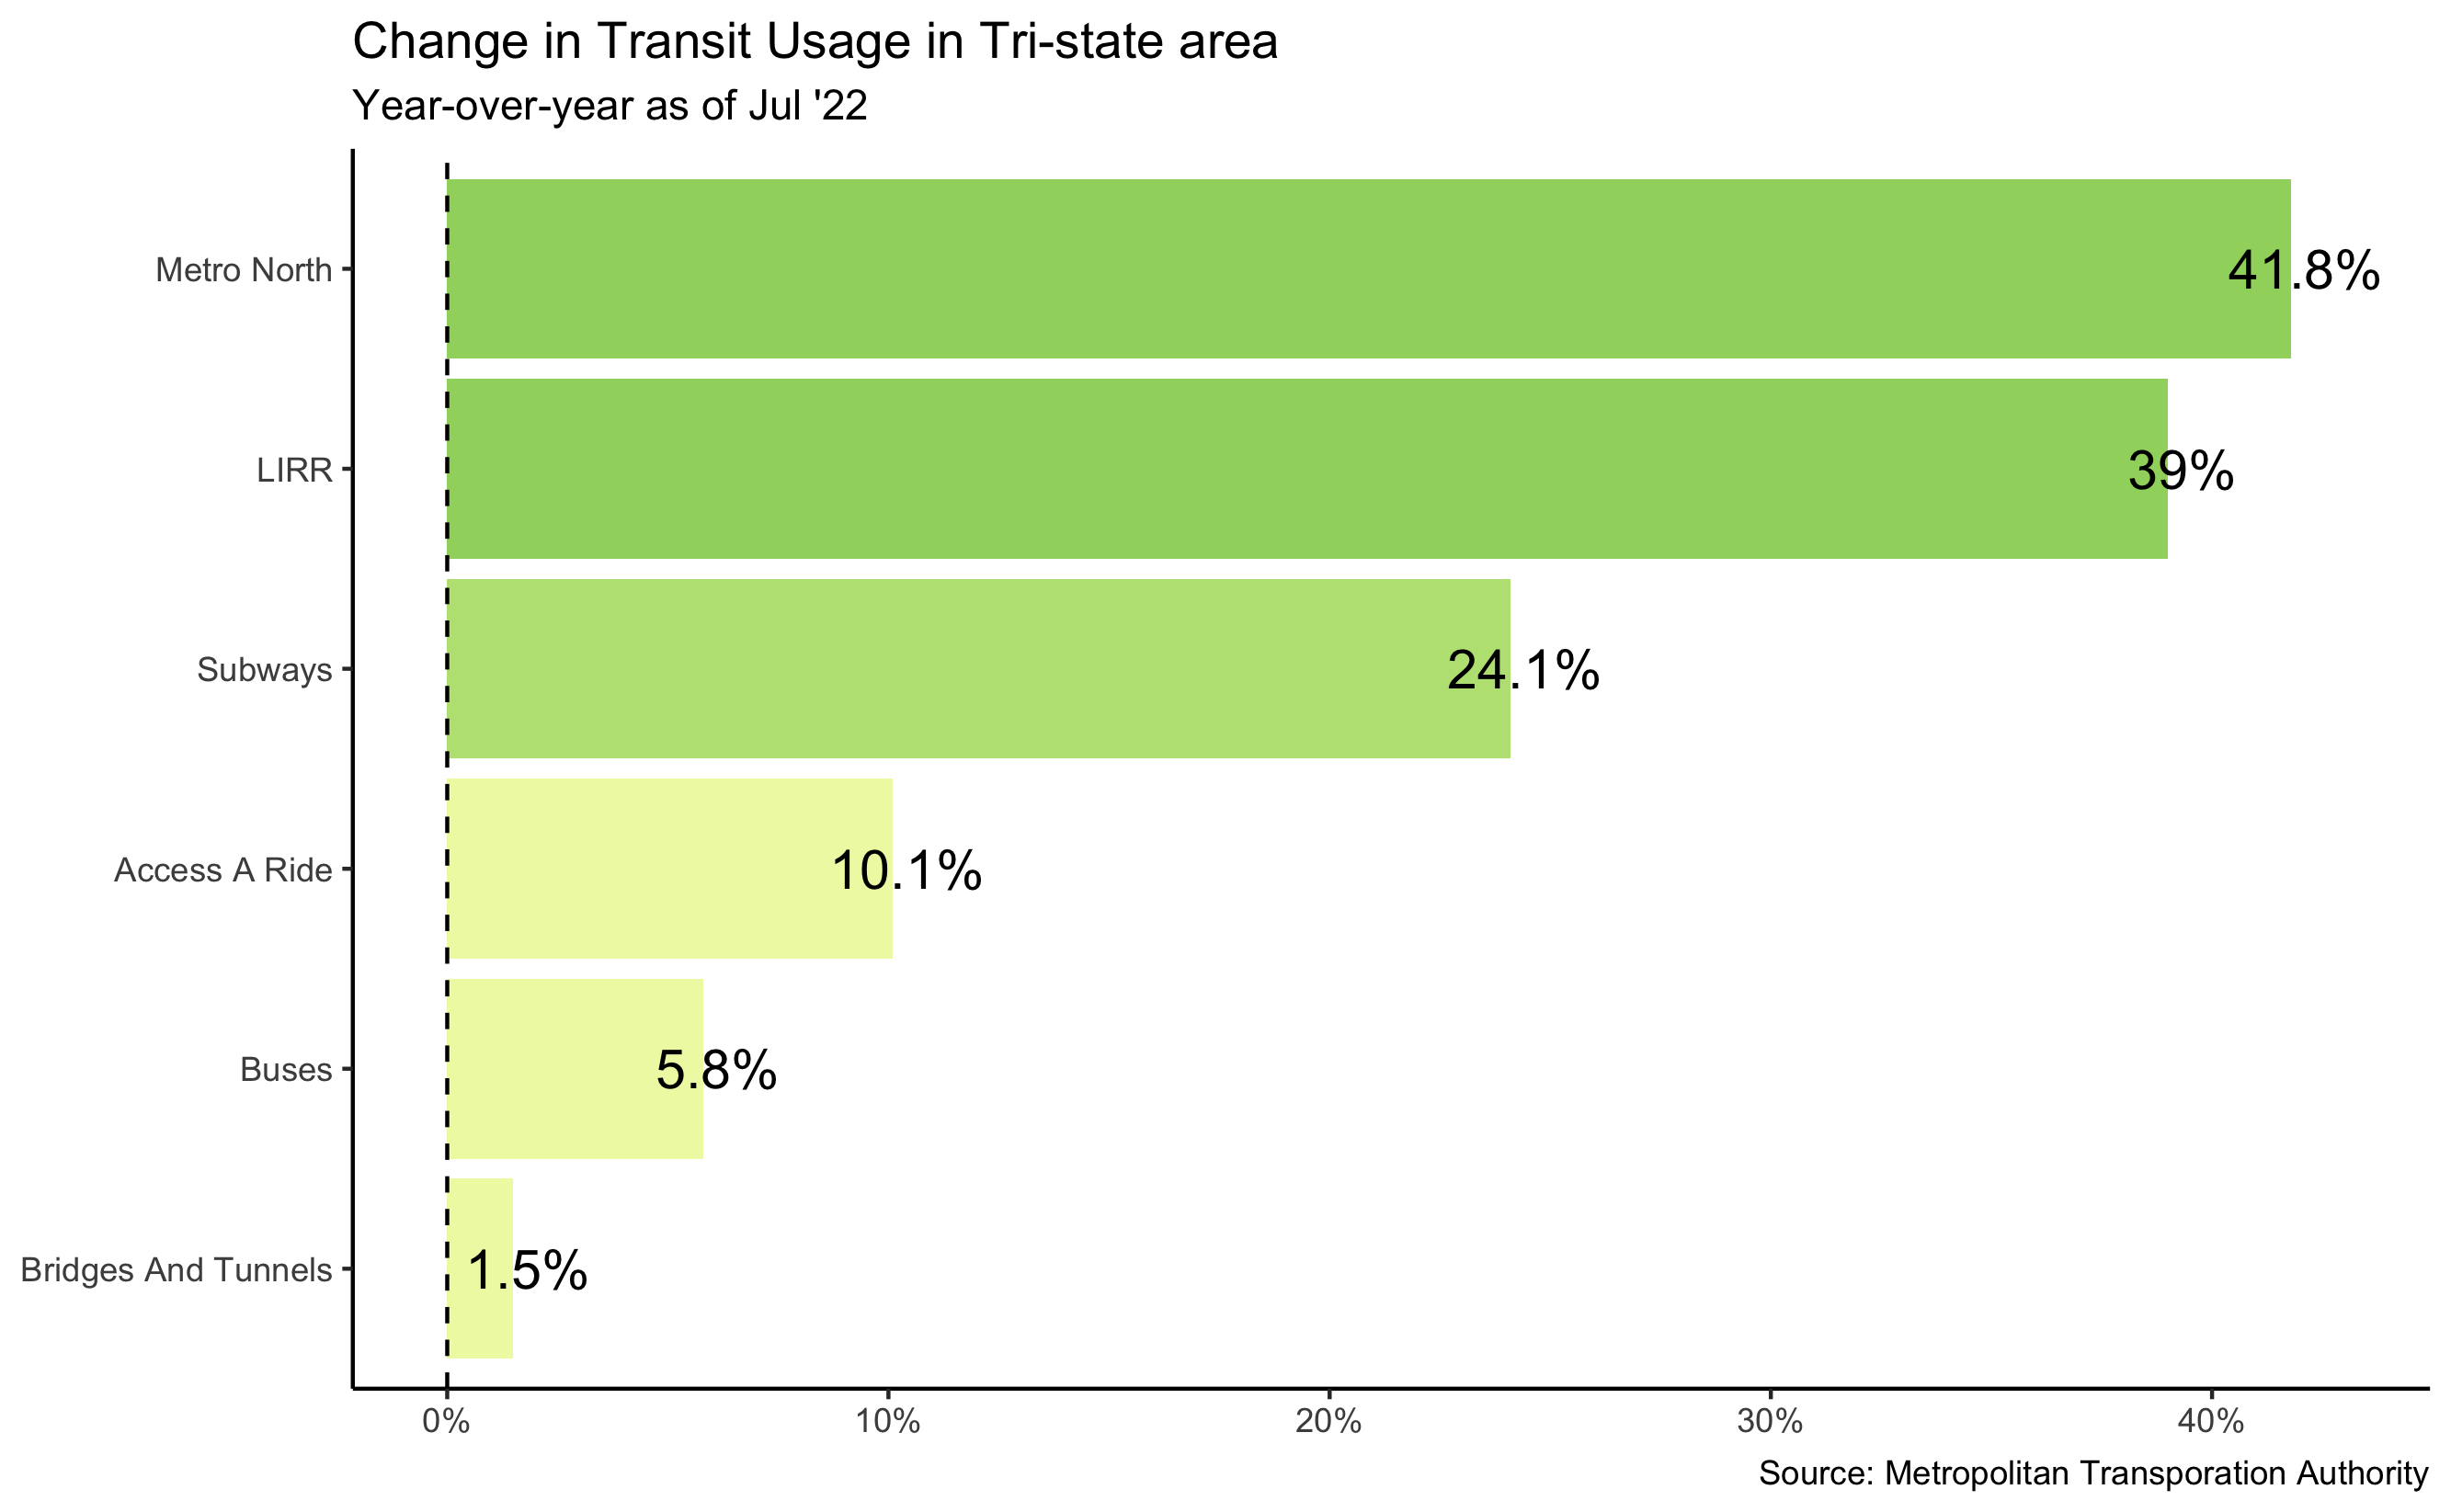 Change in Transit Usage in Tri-state area
Year-over-year as of Jul '22
Metro North
41.8%
LIRR
39%
Subways
24.1%
Access A Ride
10.1%
Buses
5.8%
Bridges And Tunnels
1.5%
0% 10% 20% 30% 40%
Source: Metropolitan Transporation Authority